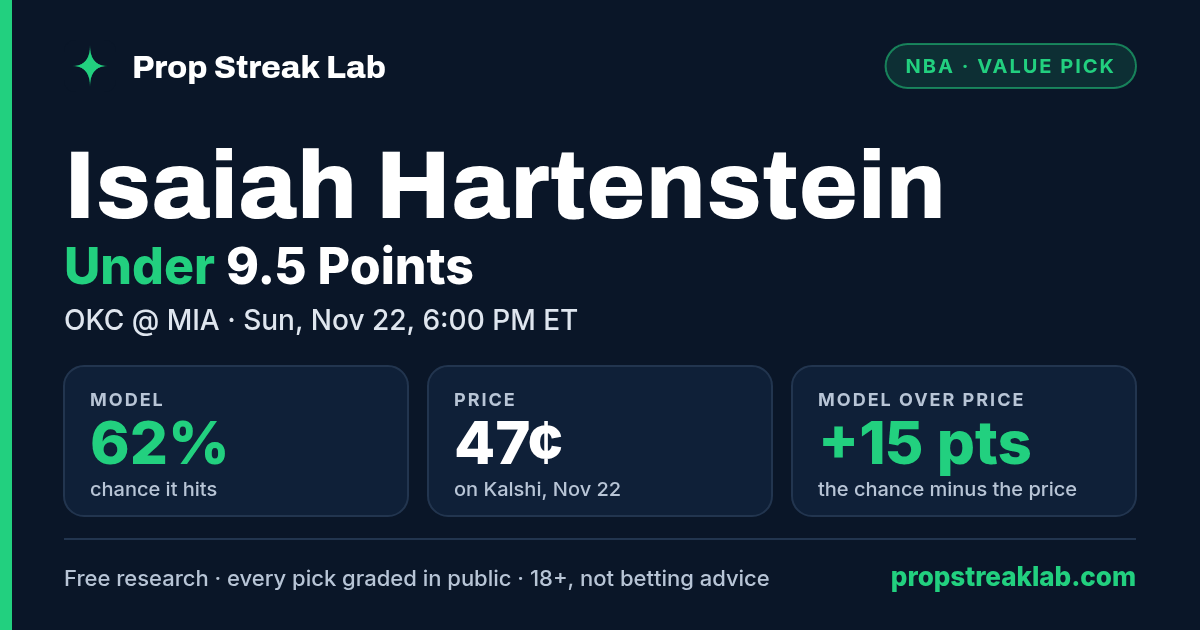 Prop Streak Lab
NBA · VALUE PICK
Isaiah Hartenstein
Under 9.5 Points
OKC @ MIA · Sun, Nov 22, 6:00 PM ET
MODEL
62%
chance it hits
PRICE
47¢
on Kalshi, Nov 22
MODEL OVER PRICE
+15 pts
the chance minus the price
Free research · every pick graded in public · 18+, not betting advice
propstreaklab.com